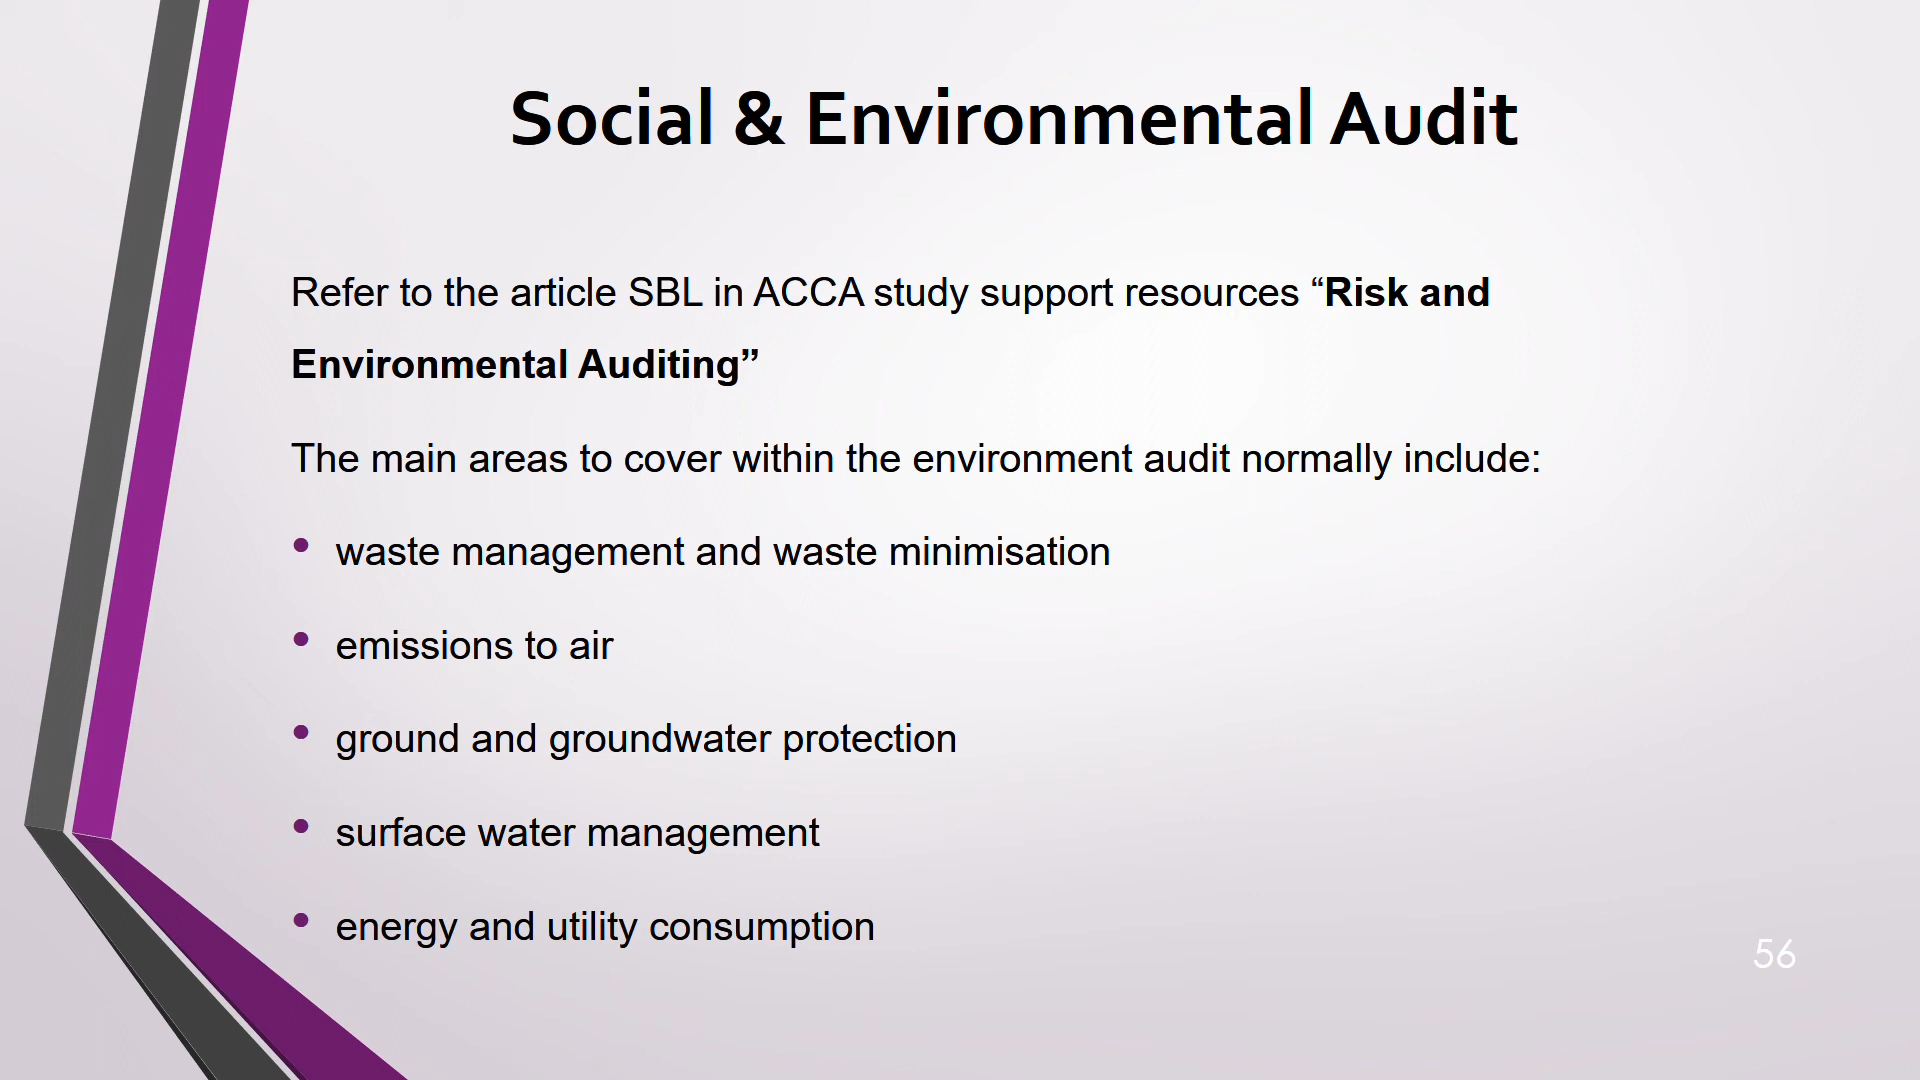 Social & Environmental Audit
Refer to the article SBL in ACCA study support resources “Risk and
Environmental Auditing”
The main areas to cover within the environment audit normally include:
• waste management and waste minimisation
• emissions to air
• ground and groundwater protection
• surface water management
• energy and utility consumption
56